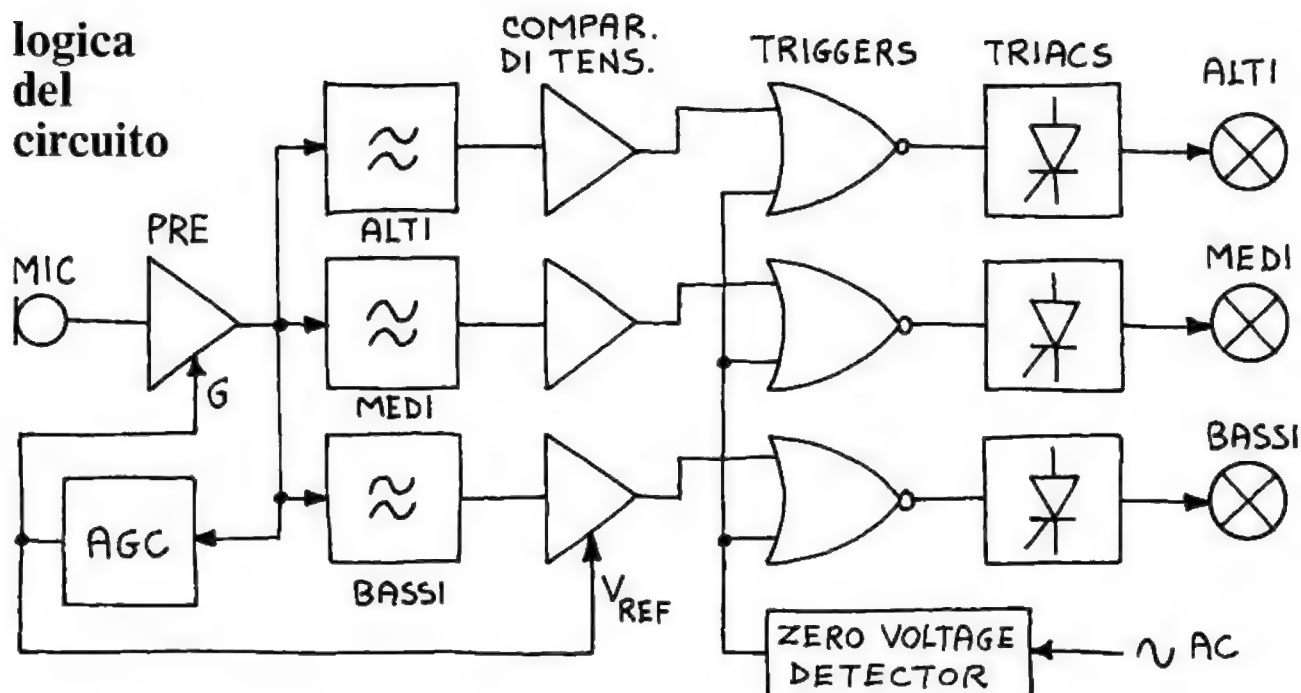 logica
del
circuito
COMPAR.
DI TENS.
TRIGGERS
TRIACS
ALTI
ALTI
PRE
MIC
G
MEDI
MEDI
BASSI
AGC
BASSI
VREF
ZERO VOLTAGE
DETECTOR
~ AC